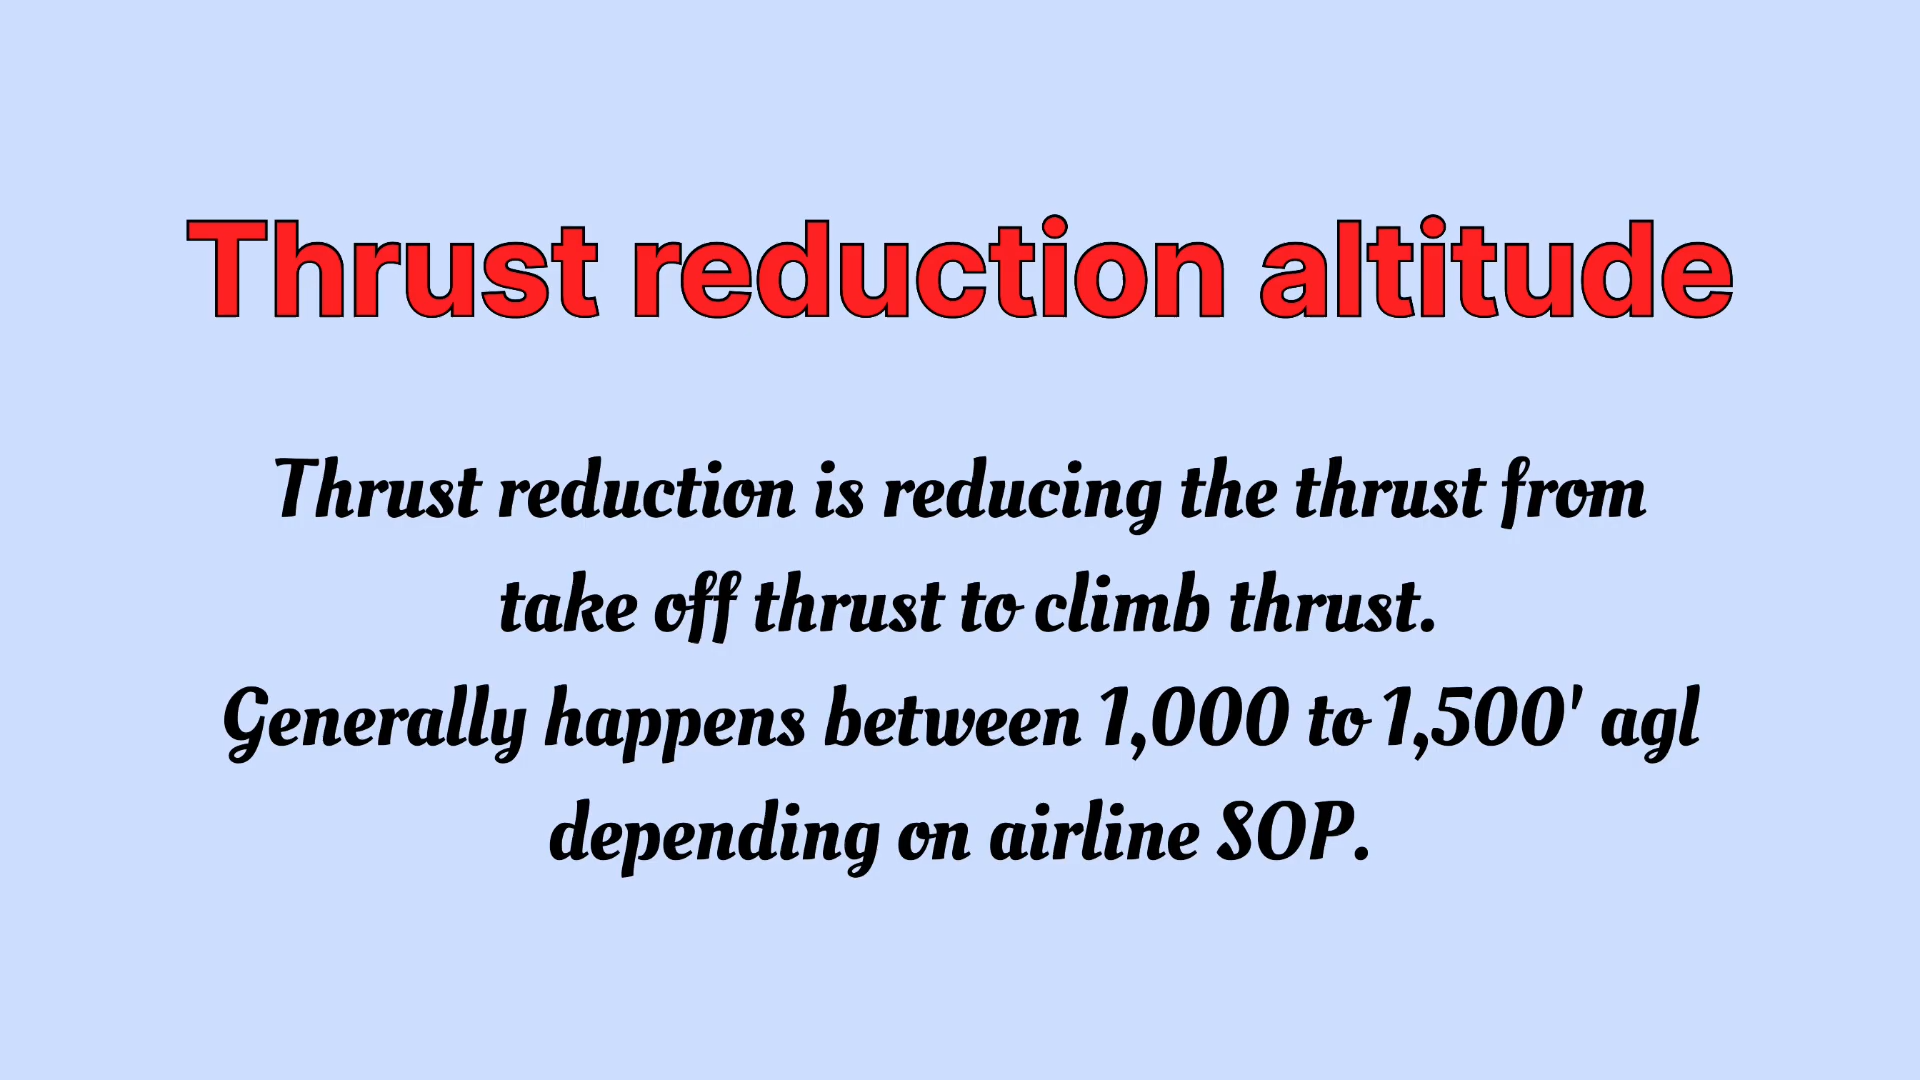 Thrust reduction altitude
Thrust reduction is reducing the thrust from
take off thrust to climb thrust.
Generally happens between 1,000 to 1,500' agl
depending on airline SOP.